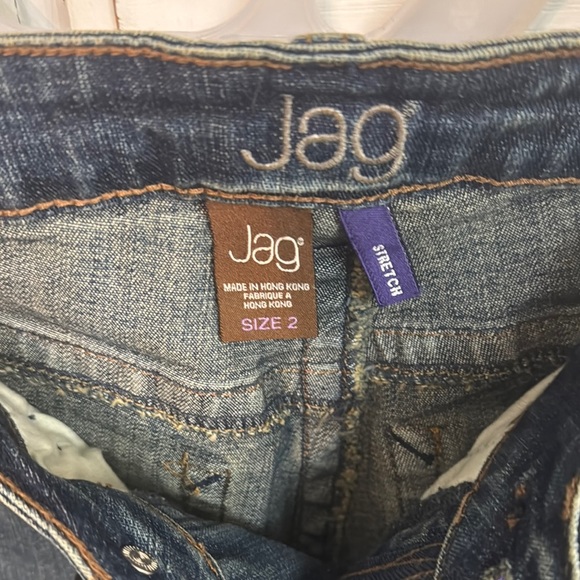 Jag
Jag
MADE IN HONG KONG
FABRIQUE A
HONG KONG
SIZE 2
STRETCH